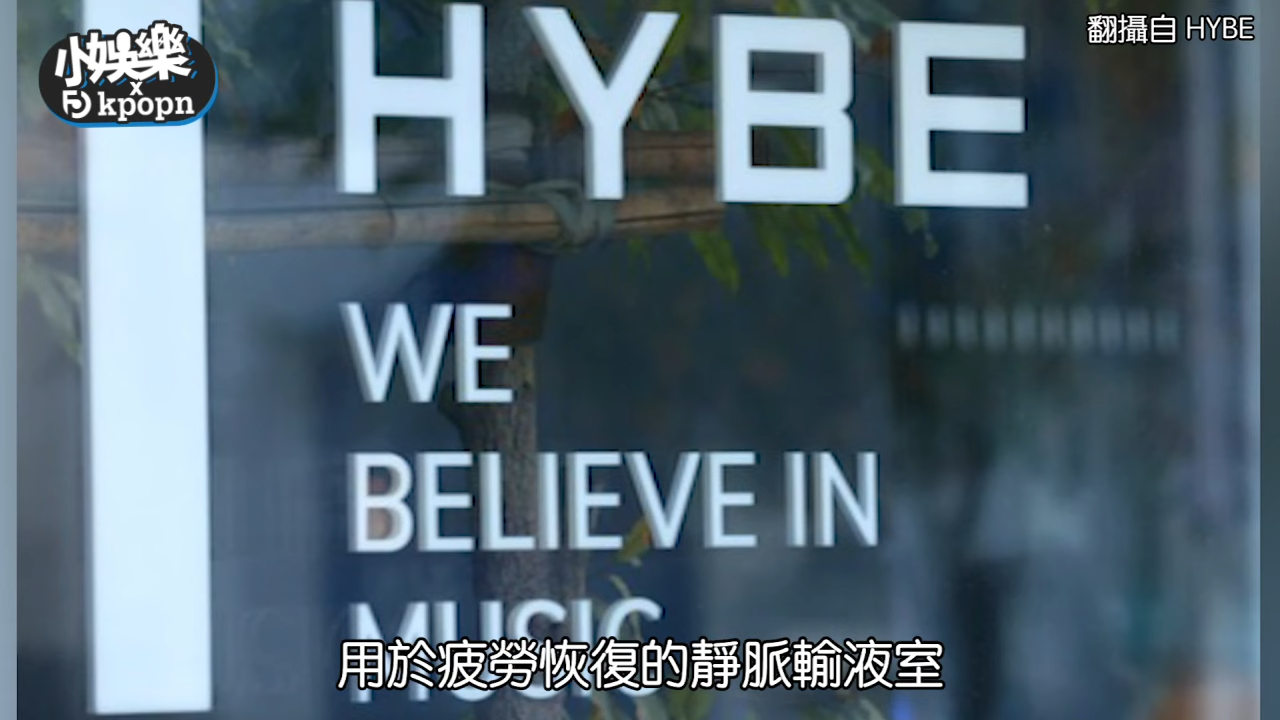 小娛樂
x
kpopn
翻攝自 HYBE
HYBE
WE
BELIEVE IN
MUSIC
用於疲勞恢復的靜脈輸液室